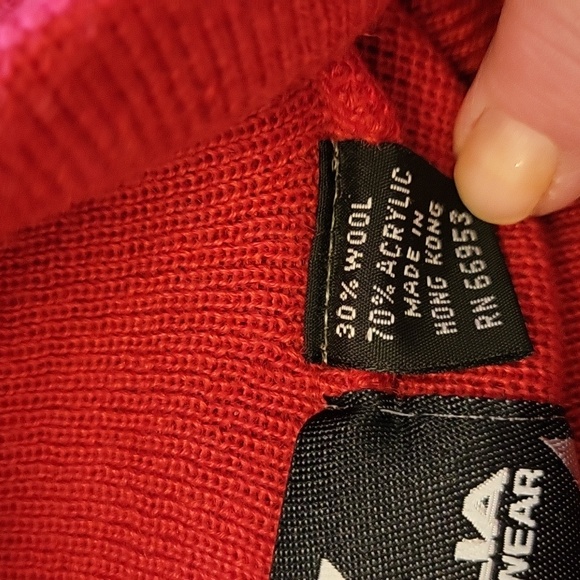 30% WOOL
70% ACRYLIC
MADE IN
HONG KONG
RN 66953
WEAR